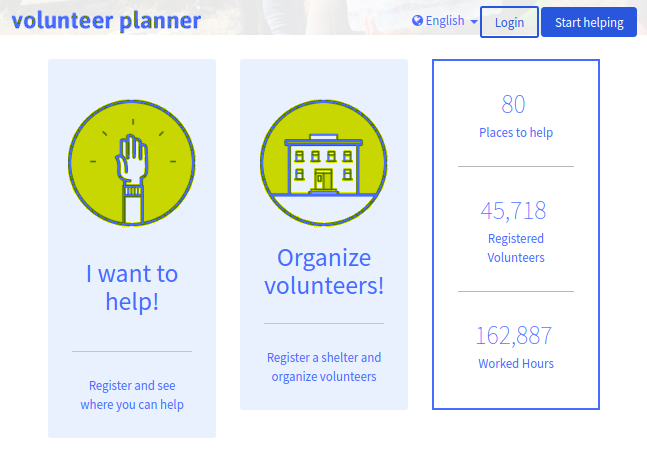 volunteer planner
English
Login
Start helping
I want to
help!
Register and see
where you can help
Organize
volunteers!
Register a shelter and
organize volunteers
80
Places to help
45,718
Registered
Volunteers
162,887
Worked Hours